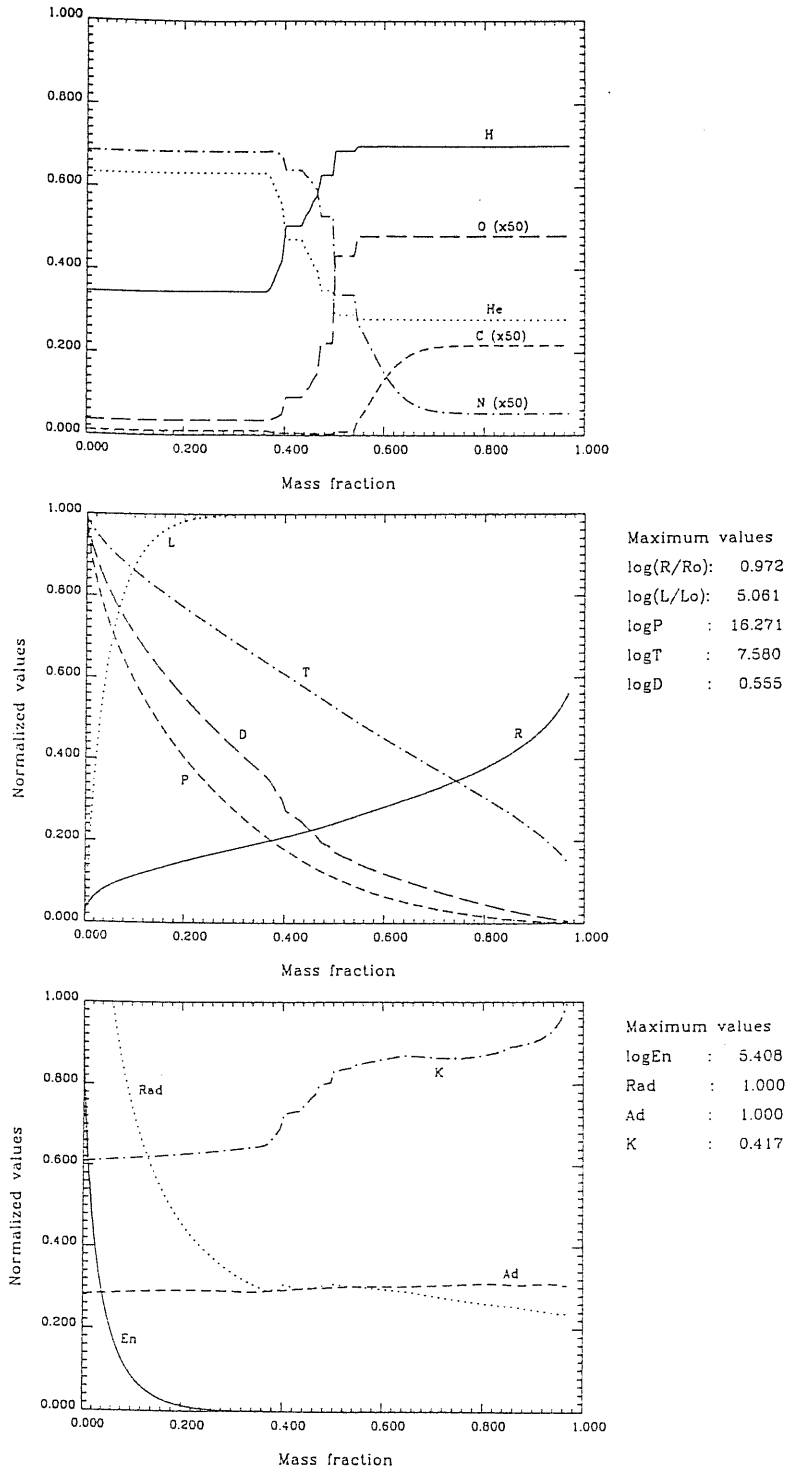 1.000
0.800
0.600
0.400
0.200
0.000
H
O (x50)
He
C (x50)
N (x50)
0.000 0.200 0.400 0.600 0.800 1.000
Mass fraction
Normalized values
1.000
0.800
0.600
0.400
0.200
0.000
L
T
D
R
P
0.000 0.200 0.400 0.600 0.800 1.000
Mass fraction
Maximum values
log(R/Ro): 0.972
log(L/Lo): 5.061
logP : 16.271
logT : 7.580
logD : 0.555
Normalized values
1.000
0.800
0.600
0.400
0.200
0.000
Rad
K
Ad
En
0.000 0.200 0.400 0.600 0.800 1.000
Mass fraction
Maximum values
logEn : 5.408
Rad : 1.000
Ad : 1.000
K : 0.417